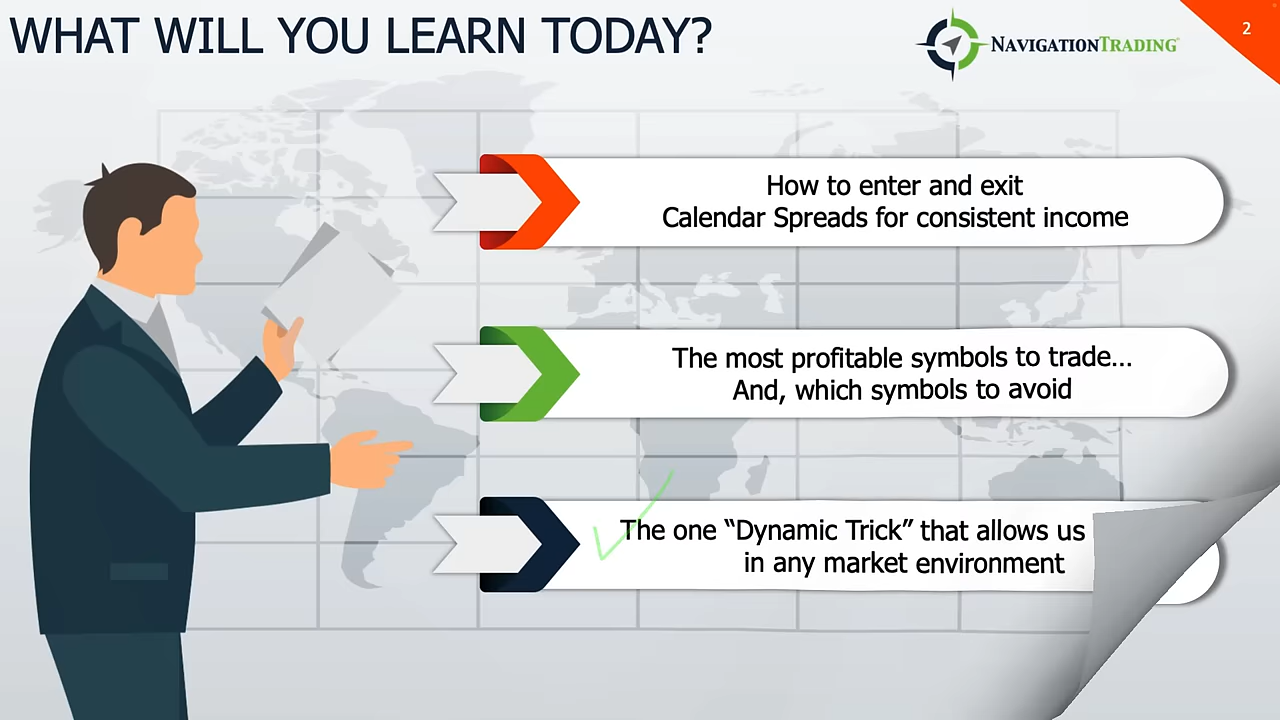 WHAT WILL YOU LEARN TODAY?
NAVIGATIONTRADING
2
How to enter and exit
Calendar Spreads for consistent income
The most profitable symbols to trade...
And, which symbols to avoid
The one “Dynamic Trick” that allows us
in any market environment